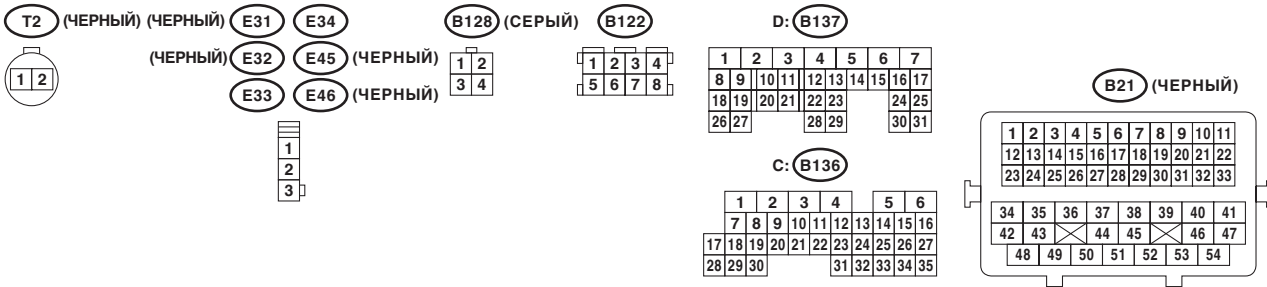 T2 (ЧЕРНЫЙ) (ЧЕРНЫЙ) E31 E34
(ЧЕРНЫЙ) E32 E45 (ЧЕРНЫЙ)
E33 E46 (ЧЕРНЫЙ)
1 2
1
2
3
B128 (СЕРЫЙ)
1 2
3 4
B122
1 2 3 4
5 6 7 8
D: B137
1 2 3 4 5 6 7
8 9 10 11 12 13 14 15 16 17
18 19 20 21 22 23 24 25
26 27 28 29 30 31
C: B136
1 2 3 4 5 6
7 8 9 10 11 12 13 14 15 16
17 18 19 20 21 22 23 24 25 26 27
28 29 30 31 32 33 34 35
B21 (ЧЕРНЫЙ)
1 2 3 4 5 6 7 8 9 10 11
12 13 14 15 16 17 18 19 20 21 22
23 24 25 26 27 28 29 30 31 32 33
34 35 36 37 38 39 40 41
42 43 44 45 46 47
48 49 50 51 52 53 54